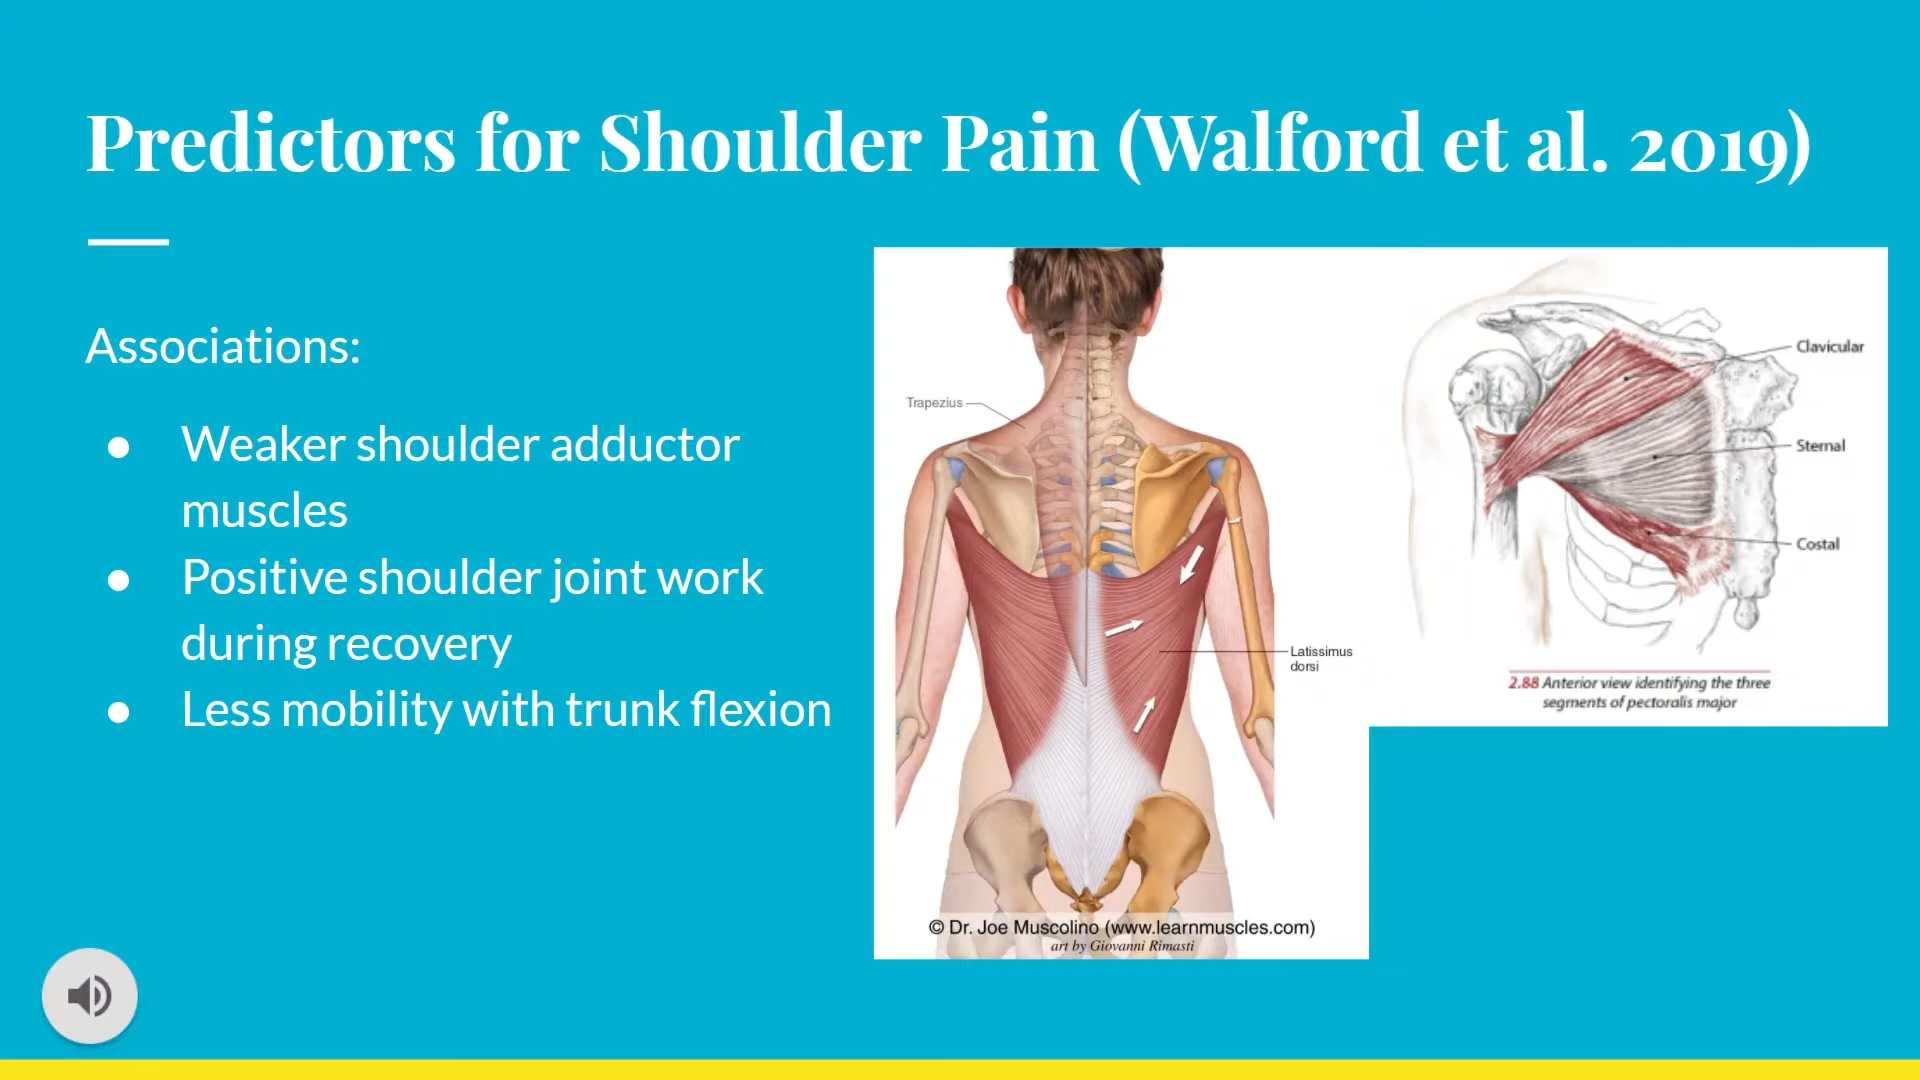 Predictors for Shoulder Pain (Walford et al. 2019)
Associations:
● Weaker shoulder adductor
muscles
● Positive shoulder joint work
during recovery
● Less mobility with trunk flexion
Trapezius
Latissimus
dorsi
© Dr. Joe Muscolino (www.learnmuscles.com)
art by Giovanni Rimasti
Clavicular
Sternal
Costal
2.88 Anterior view identifying the three
segments of pectoralis major